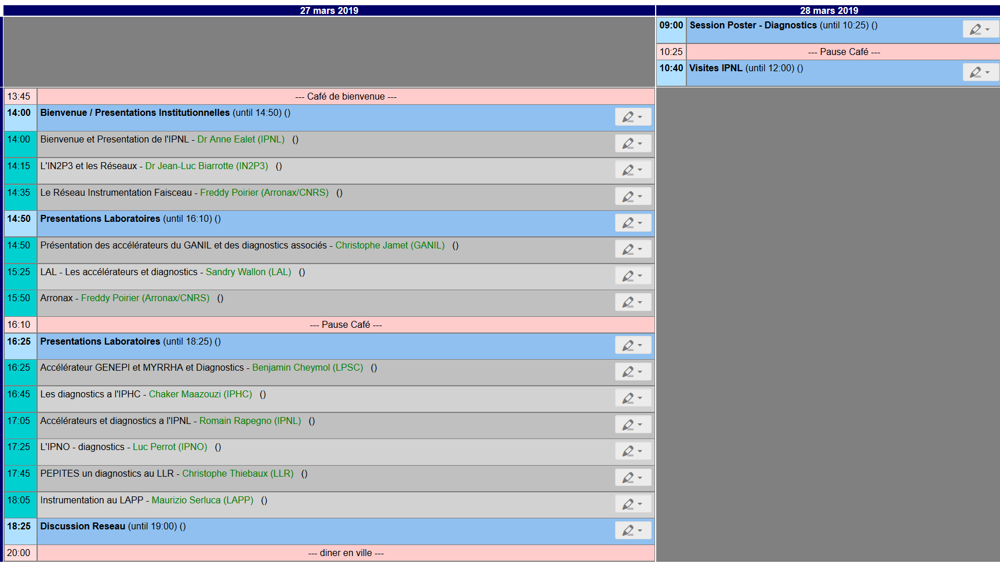 27 mars 2019
13:45 --- Café de bienvenue ---
14:00 Bienvenue / Presentations Institutionnelles (until 14:50) ()
14:00 Bienvenue et Presentation de l'IPNL - Dr Anne Ealet (IPNL) ()
14:15 L'IN2P3 et les Réseaux - Dr Jean-Luc Biarrotte (IN2P3) ()
14:35 Le Réseau Instrumentation Faisceau - Freddy Poirier (Arronax/CNRS) ()
14:50 Presentations Laboratoires (until 16:10) ()
14:50 Présentation des accélérateurs du GANIL et des diagnostics associés - Christophe Jamet (GANIL) ()
15:25 LAL - Les accélérateurs et diagnostics - Sandry Wallon (LAL) ()
15:50 Arronax - Freddy Poirier (Arronax/CNRS) ()
16:10 --- Pause Café ---
16:25 Presentations Laboratoires (until 18:25) ()
16:25 Accélérateur GENEPI et MYRRHA et Diagnostics - Benjamin Cheymol (LPSC) ()
16:45 Les diagnostics a l'IPHC - Chaker Maazouzi (IPHC) ()
17:05 Accélérateurs et diagnostics a l'IPNL - Romain Rapegno (IPNL) ()
17:25 L'IPNO - diagnostics - Luc Perrot (IPNO) ()
17:45 PEPITES un diagnostics au LLR - Christophe Thiebaux (LLR) ()
18:05 Instrumentation au LAPP - Maurizio Serluca (LAPP) ()
18:25 Discussion Reseau (until 19:00) ()
20:00 --- diner en ville ---
28 mars 2019
09:00 Session Poster - Diagnostics (until 10:25) ()
10:25 --- Pause Café ---
10:40 Visites IPNL (until 12:00) ()